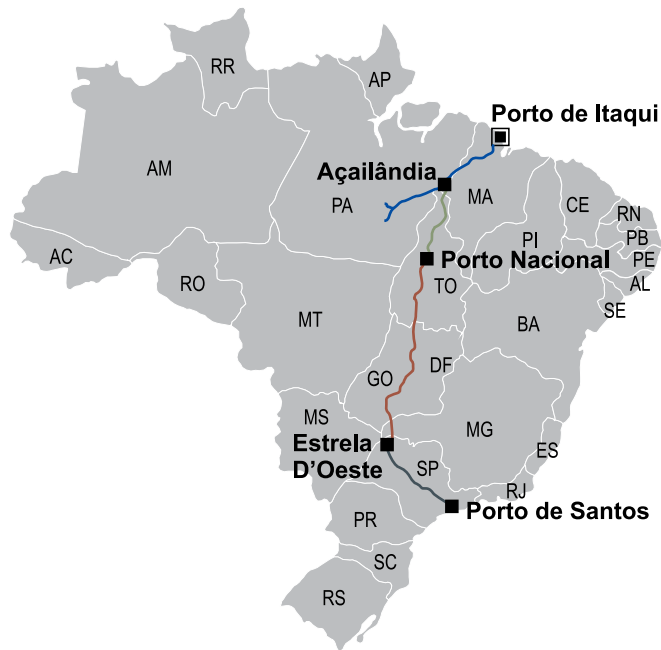 RR
AP
Porto de Itaqui
AM
Açailândia
PA
MA
CE
RN
PB
PI
PE
AC
Porto Nacional
RO
TO
AL
SE
MT
BA
DF
GO
MS
MG
Estrela
D’Oeste
ES
SP
RJ
Porto de Santos
PR
SC
RS